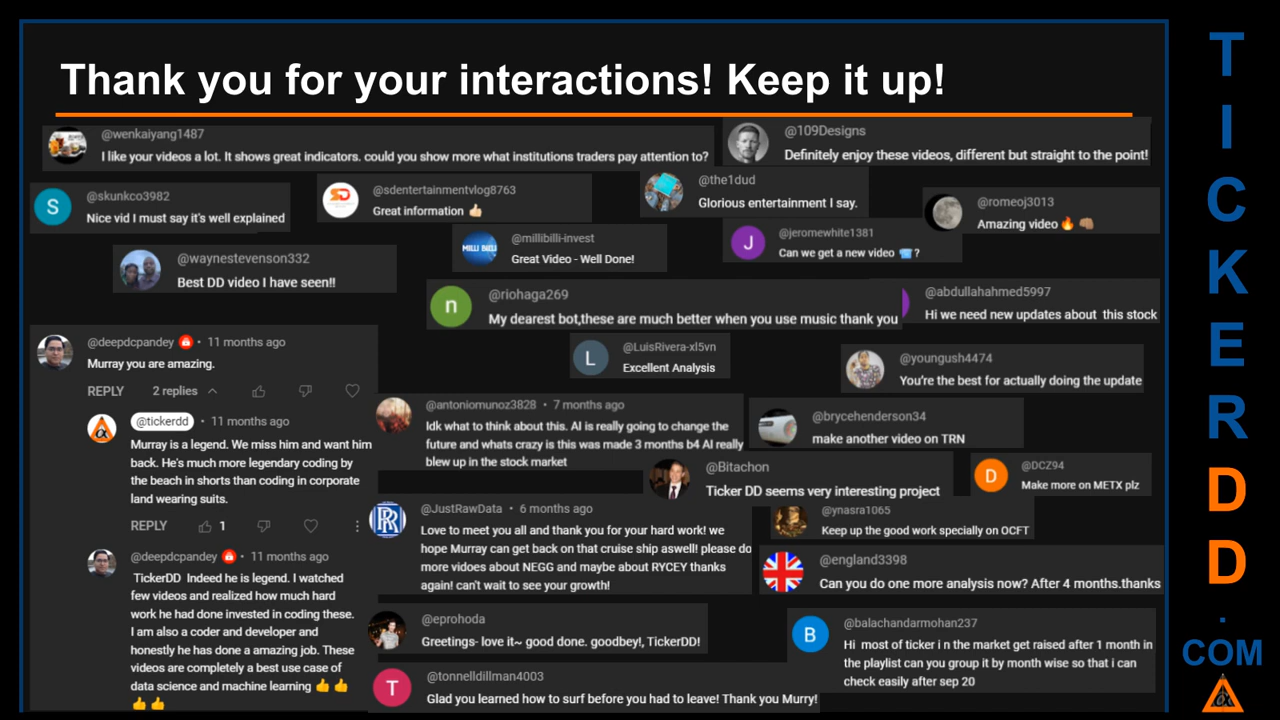 Thank you for your interactions! Keep it up!
@wenkaiyang1487
I like your videos a lot. It shows great indicators. could you show more what institutions traders pay attention to?
@109Designs
Definitely enjoy these videos, different but straight to the point!
S
@skunkco3982
Nice vid I must say it's well explained
SD
@sdentertainmentvlog8763
Great information 👍🏼
@the1dud
Glorious entertainment I say.
@romeoj3013
Amazing video 🔥 👊🏽
MILLI BILLI
@millibilli-invest
Great Video - Well Done!
J
@jeromewhite1381
Can we get a new video ?
@waynestevenson332
Best DD video I have seen!!
n
@riohaga269
My dearest bot,these are much better when you use music thank you
@abdullahahmed5997
Hi we need new updates about this stock
L
@LuisRivera-xl5vn
Excellent Analysis
@youngush4474
You're the best for actually doing the update
@deepdcpandey • 11 months ago
Murray you are amazing.
REPLY 2 replies
@tickerdd • 11 months ago
Murray is a legend. We miss him and want him
back. He's much more legendary coding by
the beach in shorts than coding in corporate
land wearing suits.
REPLY 1
@deepdcpandey • 11 months ago
TickerDD Indeed he is legend. I watched
few videos and realized how much hard
work he had done invested in coding these.
I am also a coder and developer and
honestly he has done a amazing job. These
videos are completely a best use case of
data science and machine learning 👍 👍
👍 👍
@antoniomunoz3828 • 7 months ago
Idk what to think about this. AI is really going to change the
future and whats crazy is this was made 3 months b4 AI really
blew up in the stock market
@brycehenderson34
make another video on TRN
@Bitachon
Ticker DD seems very interesting project
D
@DCZ94
Make more on METX plz
@JustRawData • 6 months ago
Love to meet you all and thank you for your hard work! we
hope Murray can get back on that cruise ship aswell! please do
more vidoes about NEGG and maybe about RYCEY thanks
again! can't wait to see your growth!
@ynasra1065
Keep up the good work specially on OCFT
@england3398
Can you do one more analysis now? After 4 months.thanks
@eprohoda
Greetings- love it~ good done. goodbey!, TickerDD!
B
@balachandarmohan237
Hi most of ticker i n the market get raised after 1 month in
the playlist can you group it by month wise so that i can
check easily after sep 20
T
@tonnelldillman4003
Glad you learned how to surf before you had to leave! Thank you Murry!
T
I
C
K
E
R
D
D
.
COM